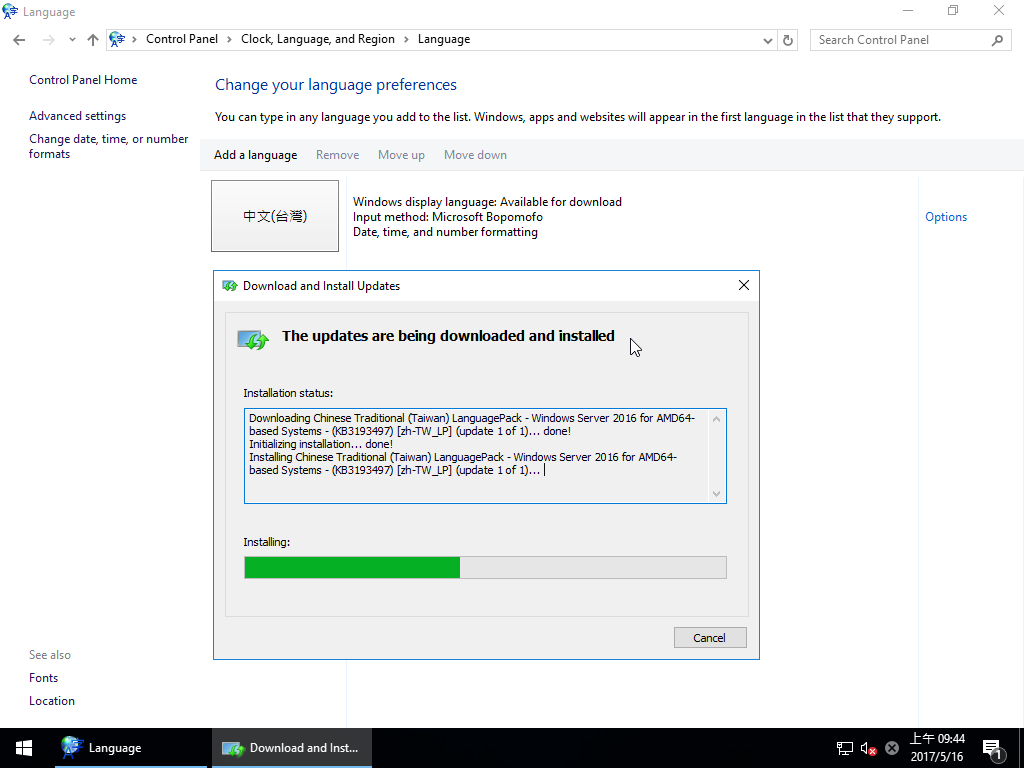 Language
Control Panel > Clock, Language, and Region > Language
Search Control Panel
Control Panel Home
Advanced settings
Change date, time, or number
formats
Change your language preferences
You can type in any language you add to the list. Windows, apps and websites will appear in the first language in the list that they support.
Add a language Remove Move up Move down
中文(台灣)
Windows display language: Available for download
Input method: Microsoft Bopomofo
Date, time, and number formatting
Options
Download and Install Updates
The updates are being downloaded and installed
Installation status:
Downloading Chinese Traditional (Taiwan) LanguagePack - Windows Server 2016 for AMD64-
based Systems - (KB3193497) [zh-TW_LP] (update 1 of 1)... done!
Initializing installation... done!
Installing Chinese Traditional (Taiwan) LanguagePack - Windows Server 2016 for AMD64-
based Systems - (KB3193497) [zh-TW_LP] (update 1 of 1)...
Installing:
Cancel
See also
Fonts
Location
Language
Download and Inst...
上午 09:44
2017/5/16
1